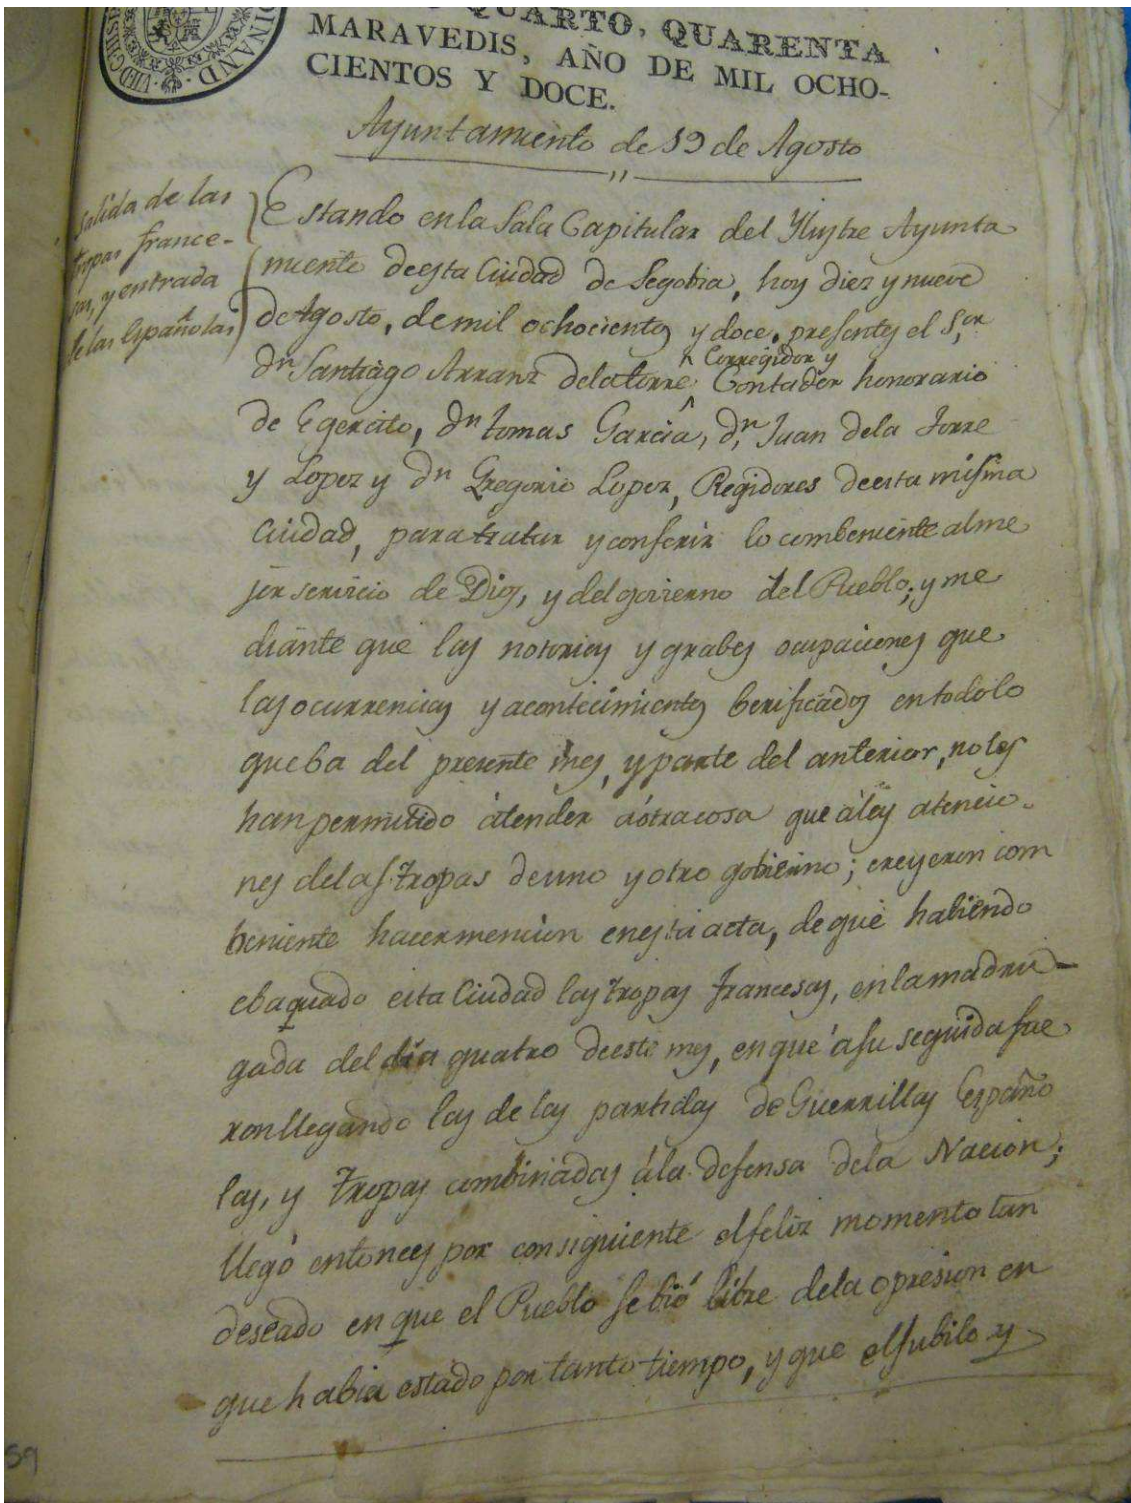 QUARTO, QUARENTA
MARAVEDIS, AÑO DE MIL OCHO-
CIENTOS Y DOCE.
DINAND·
Ayuntamiento de 19 de Agosto
salida de las
tropas france-
sas, y entrada
de las Españolas
Estando en la Sala Capitular del Ylustre Ayunta
miento de esta Ciudad de Segobia, hoy diez y nueve
de Agosto, de mil ochocientos y doce, presentes el S.or
Corregidor y
dn Santiago Arranz de la torre Contador honorario
de Egercito, dn tomas Garcia, dn Juan de la Torre
y Lopez y dn Gregorio Lopez, Regidores de esta misma
Ciudad, para tratar y conferir lo combeniente al me
jor servicio de Dios, y del govierno del Pueblo; y me
diante que las notorias y grabes ocupaciones que
las ocurrencias y acontecimientos berificados en todo lo
que ba del presente mes, y parte del anterior, no les
han permitido átender á otra cosa que á las atencio-
nes de las tropas de uno y otro gobierno; creyeron com
beniente hacer mencion en esta acta, de que habiendo
ebaquado esta Ciudad las tropas francesas, en la madru-
gada del dia quatro de este mes, en que á su seguida fue
ron llegando las de las partidas de Guerrillas Españo
las, y tropas combinadas á la defensa de la Nacion;
llegó entonces por consiguiente el feliz momento tan
deseado en que el Pueblo se bió libre de la opresion en
que habia estado por tanto tiempo, y que el jubilo y
59